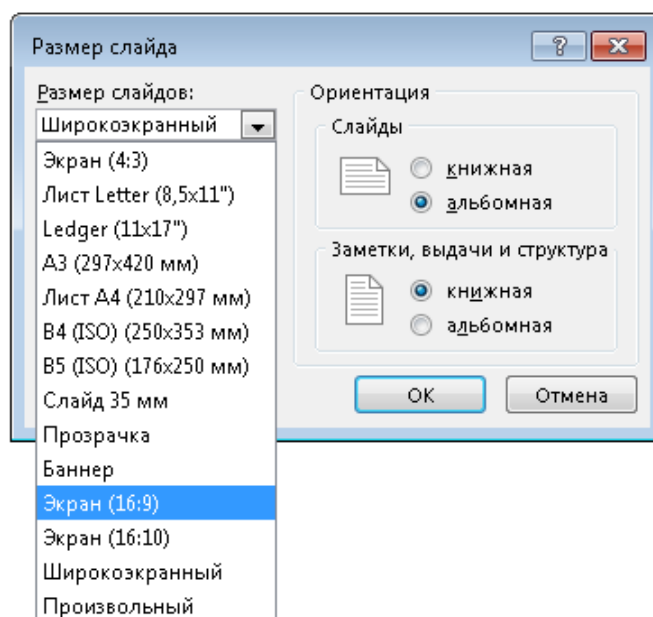 Размер слайда
Размер слайдов:
Широкоэкранный
Экран (4:3)
Лист Letter (8,5x11")
Ledger (11x17")
A3 (297x420 мм)
Лист A4 (210x297 мм)
B4 (ISO) (250x353 мм)
B5 (ISO) (176x250 мм)
Слайд 35 мм
Прозрачка
Баннер
Экран (16:9)
Экран (16:10)
Широкоэкранный
Произвольный
Ориентация
Слайды
книжная
альбомная
Заметки, выдачи и структура
книжная
альбомная
ОК
Отмена